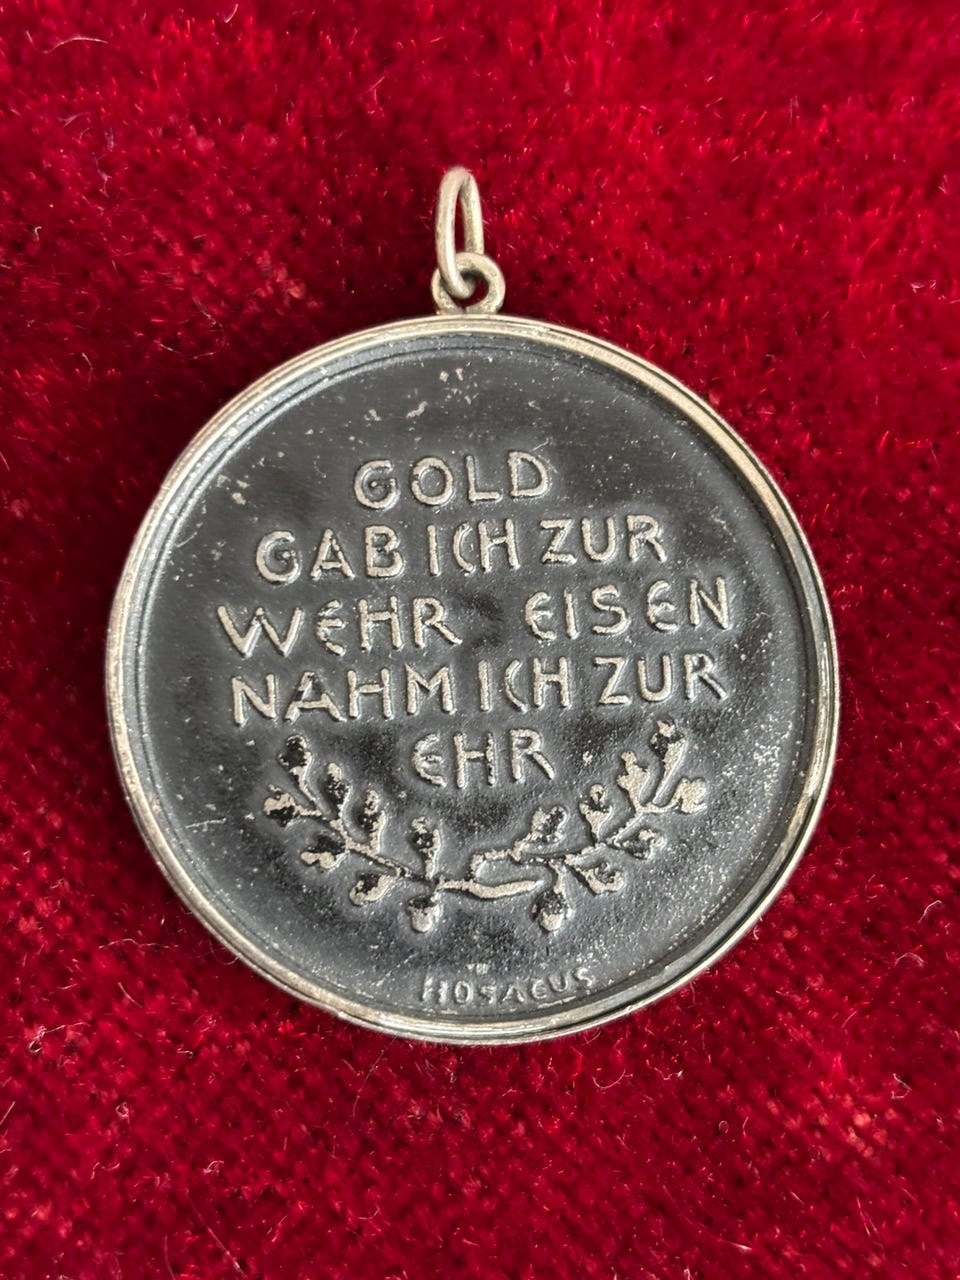 GOLD
GAB ICH ZUR
WEHR EISEN
NAHM ICH ZUR
EHR
HOSAEUS